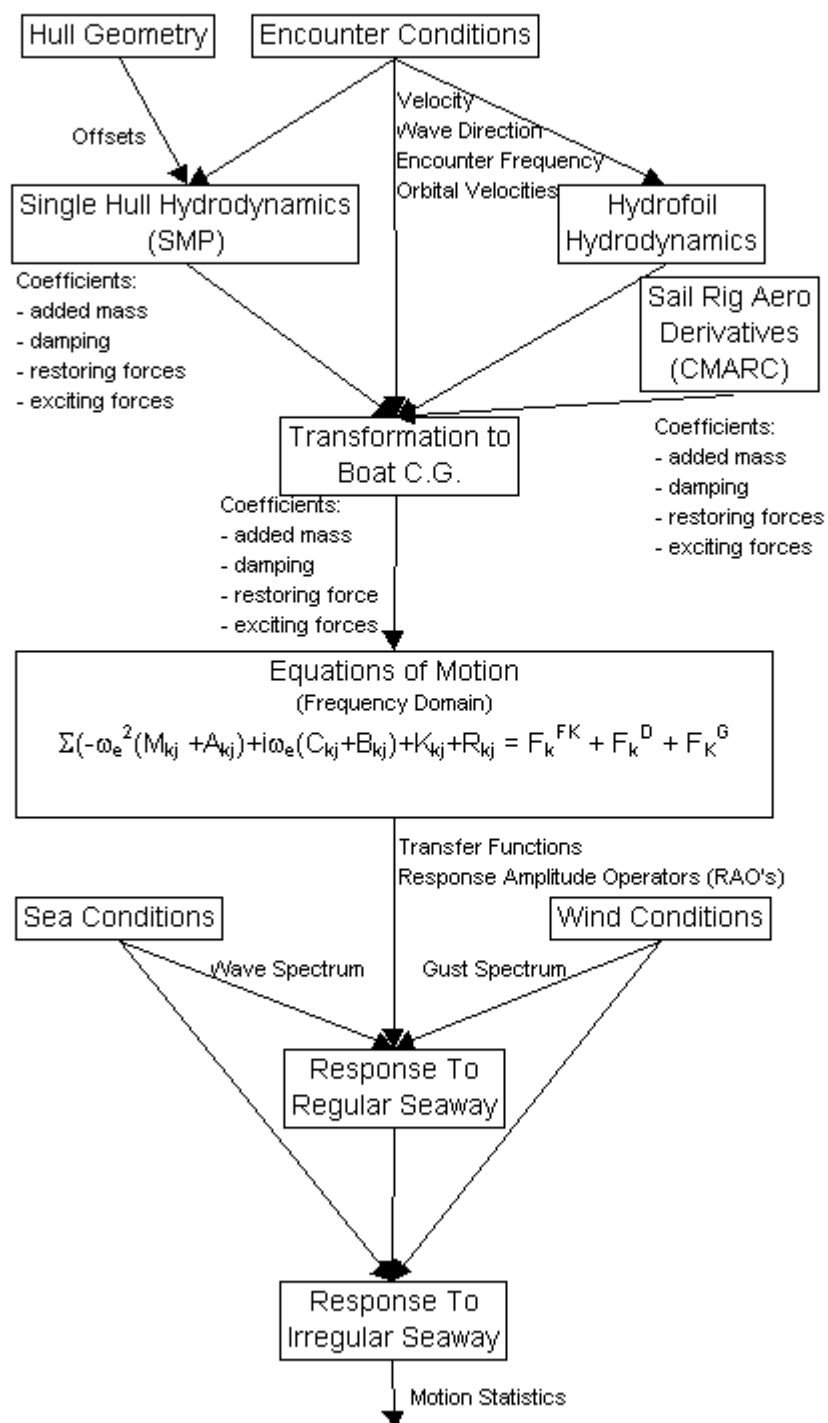 Hull Geometry
Encounter Conditions
Offsets
Velocity
Wave Direction
Encounter Frequency
Orbital Velocities
Single Hull Hydrodynamics
(SMP)
Hydrofoil
Hydrodynamics
Coefficients:
- added mass
- damping
- restoring forces
- exciting forces
Sail Rig Aero
Derivatives
(CMARC)
Transformation to
Boat C.G.
Coefficients:
- added mass
- damping
- restoring forces
- exciting forces
Coefficients:
- added mass
- damping
- restoring force
- exciting forces
Equations of Motion
(Frequency Domain)
Σ(-ωₑ²(Mₖⱼ +Aₖⱼ)+iωₑ(Cₖⱼ+Bₖⱼ)+Kₖⱼ+Rₖⱼ = Fₖ^FK + Fₖ^D + F_K^G
Transfer Functions
Response Amplitude Operators (RAO's)
Sea Conditions
Wind Conditions
Wave Spectrum
Gust Spectrum
Response To
Regular Seaway
Response To
Irregular Seaway
Motion Statistics